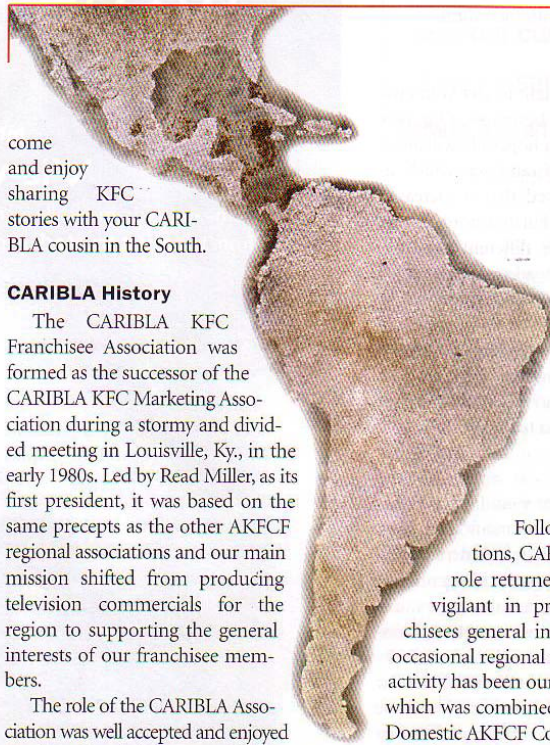 come
and enjoy
sharing KFC
stories with your CARI-
BLA cousin in the South.
CARIBLA History
The CARIBLA KFC
Franchisee Association was
formed as the successor of the
CARIBLA KFC Marketing Asso-
ciation during a stormy and divid-
ed meeting in Louisville, Ky., in the
early 1980s. Led by Read Miller, as its
first president, it was based on the
same precepts as the other AKFCF
regional associations and our main
mission shifted from producing
television commercials for the
region to supporting the general
interests of our franchisee mem-
bers.
The role of the CARIBLA Asso-
ciation was well accepted and enjoyed
Follo
tions, CAI
role returne
vigilant in pr
chisees general in
occasional regional
activity has been our
which was combined
Domestic AKFCF Co